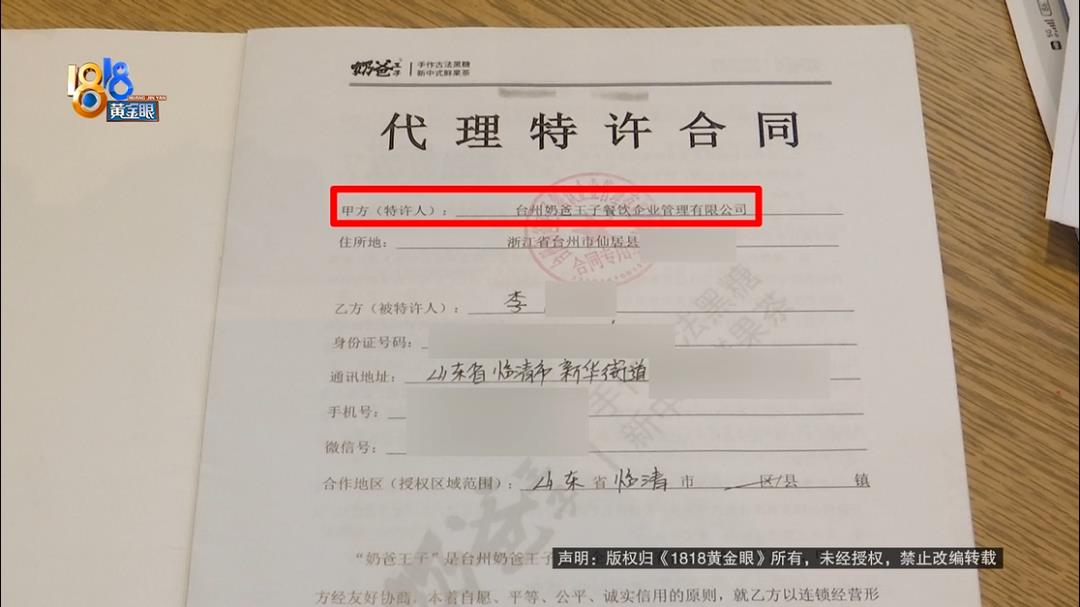 1818
HUANG JIN YAN
黄金眼
奶爸王子
手作古法黑糖
新中式鲜果茶
代理特许合同
甲方（特许人）：台州奶爸王子餐饮企业管理有限公司
住所地：浙江省台州市仙居县
合同专用章
乙方（被特许人）：李
身份证号码：
通讯地址：山东省临清市新华街道
手机号：
微信号：
合作地区（授权区域范围）：山东省临清市 区/县 镇
“奶爸王子”是台州奶爸王子
方经友好协商，本着自愿、平等、公平、诚实信用的原则，就乙方以连锁经营形
声明：版权归《1818黄金眼》所有，未经授权，禁止改编转载